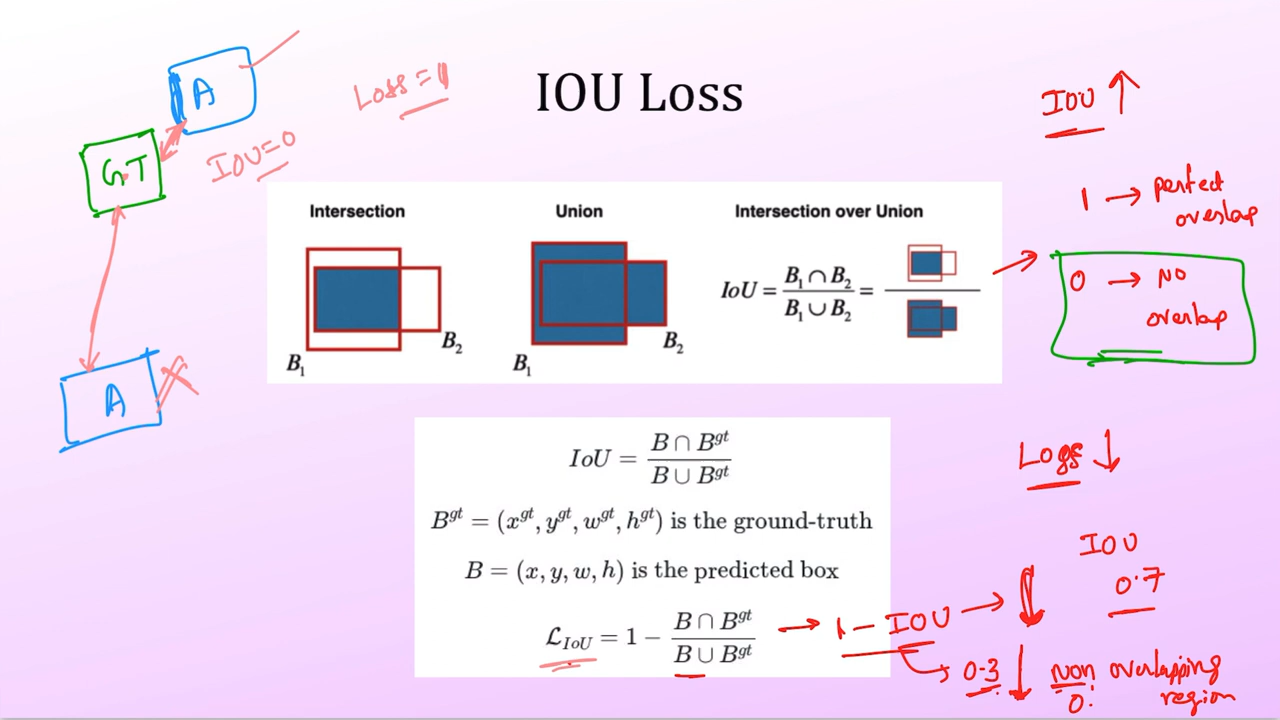 IOU Loss
A
Loss = 1
IOU ↑
GT
IOU=0
1 → perfect
overlap
0 → NO
overlap
Intersection
Union
Intersection over Union
B₁
B₂
B₁
B₂
IoU = B₁ ∩ B₂ / B₁ ∪ B₂ =
A
IoU = B ∩ B^gt / B ∪ B^gt
B^gt = (x^gt, y^gt, w^gt, h^gt) is the ground-truth
B = (x, y, w, h) is the predicted box
ℒ_IoU = 1 − B ∩ B^gt / B ∪ B^gt
→ 1 − IOU →
Loss ↓
IOU
0.7
0.3 ↓
Non overlapping
region
0.